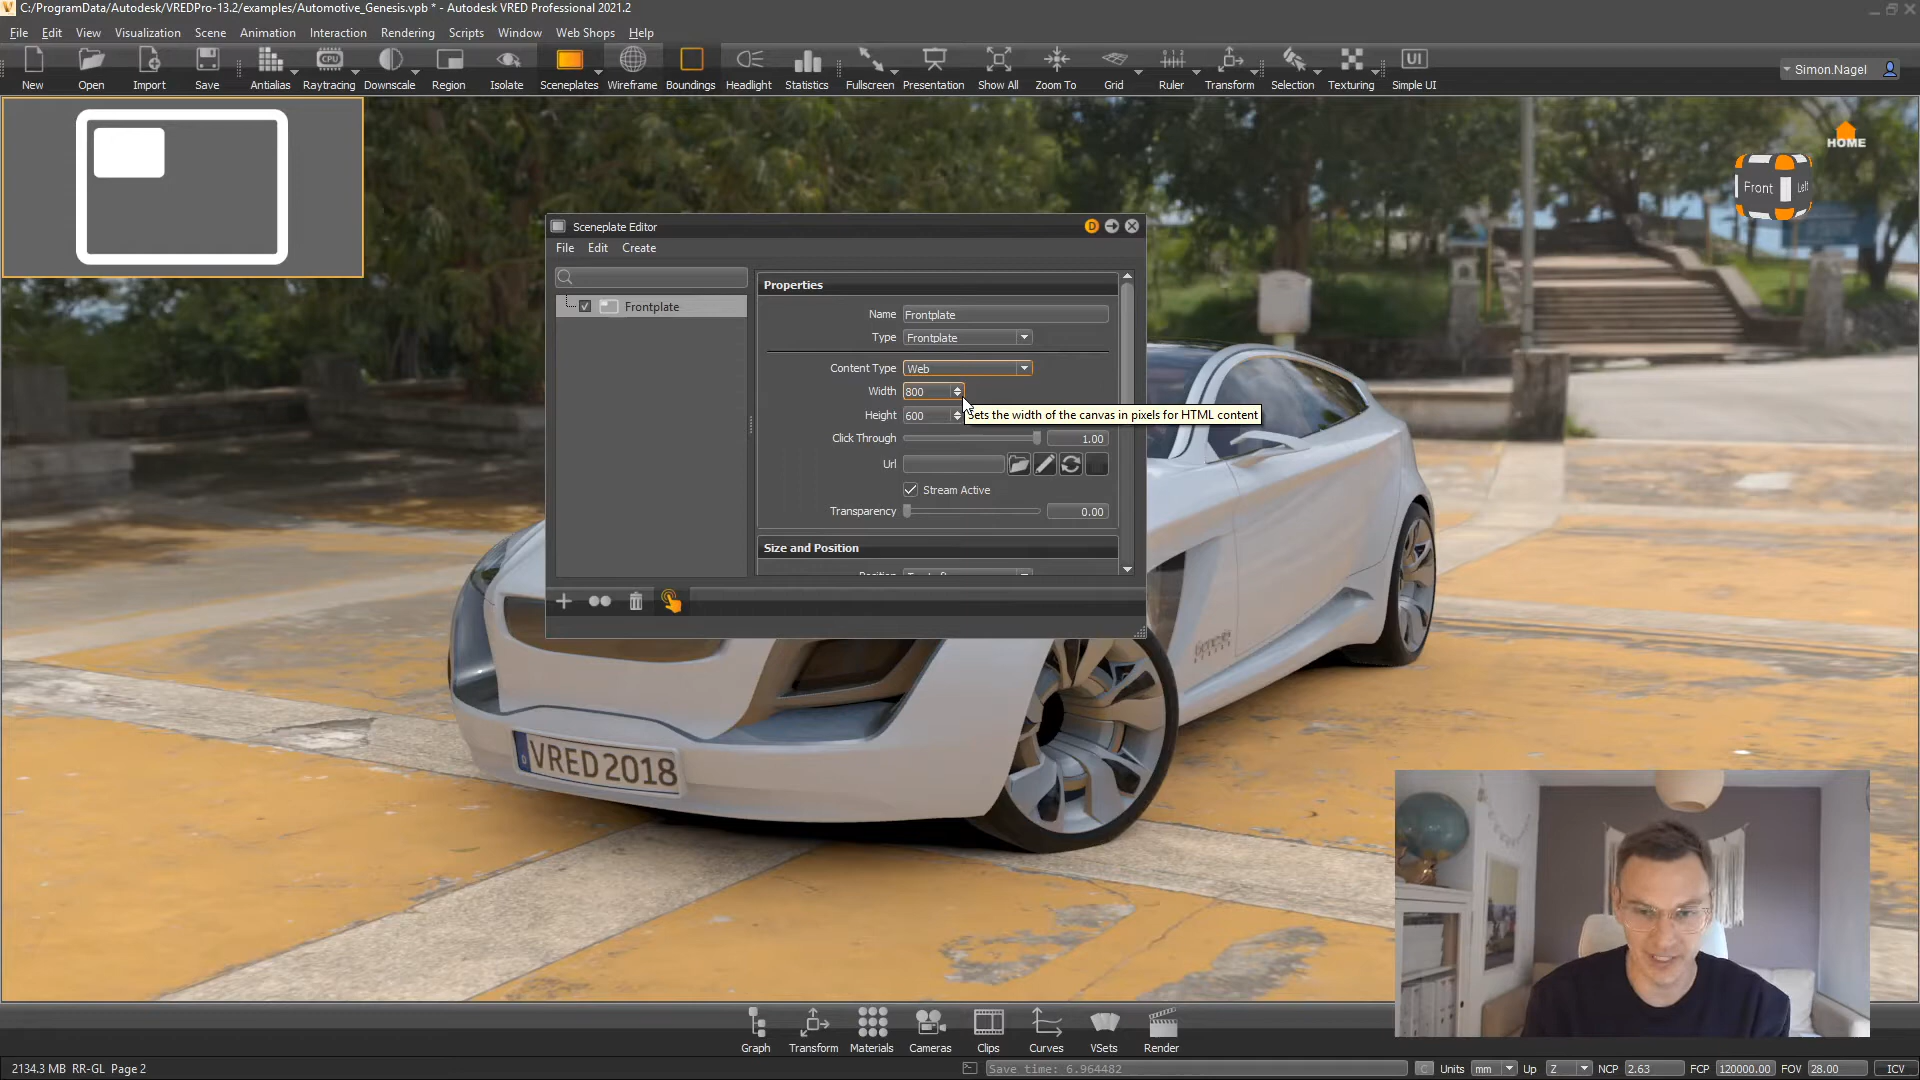 C:/ProgramData/Autodesk/VREDPro-13.2/examples/Automotive_Genesis.vpb * - Autodesk VRED Professional 2021.2
File Edit View Visualization Scene Animation Interaction Rendering Scripts Window Web Shops Help
CPU UI
New Open Import Save Antialias Raytracing Downscale Region Isolate Sceneplates Wireframe Boundings Headlight Statistics Fullscreen Presentation Show All Zoom To Grid Ruler Transform Selection Texturing Simple UI
Simon.Nagel
HOME
Front Left
Sceneplate Editor
D
File Edit Create
Frontplate
Properties
Name Frontplate
Type Frontplate
Content Type Web
Width 800
Height 600
Sets the width of the canvas in pixels for HTML content
Click Through 1.00
Url
Stream Active
Transparency 0.00
Size and Position
Genesis
D VRED 2018
Graph Transform Materials Cameras Clips Curves VSets Render
2134.3 MB RR-GL Page 2
Save time: 6.964482
C Units mm Up Z NCP 2.63 FCP 120000.00 FOV 28.00 ICV